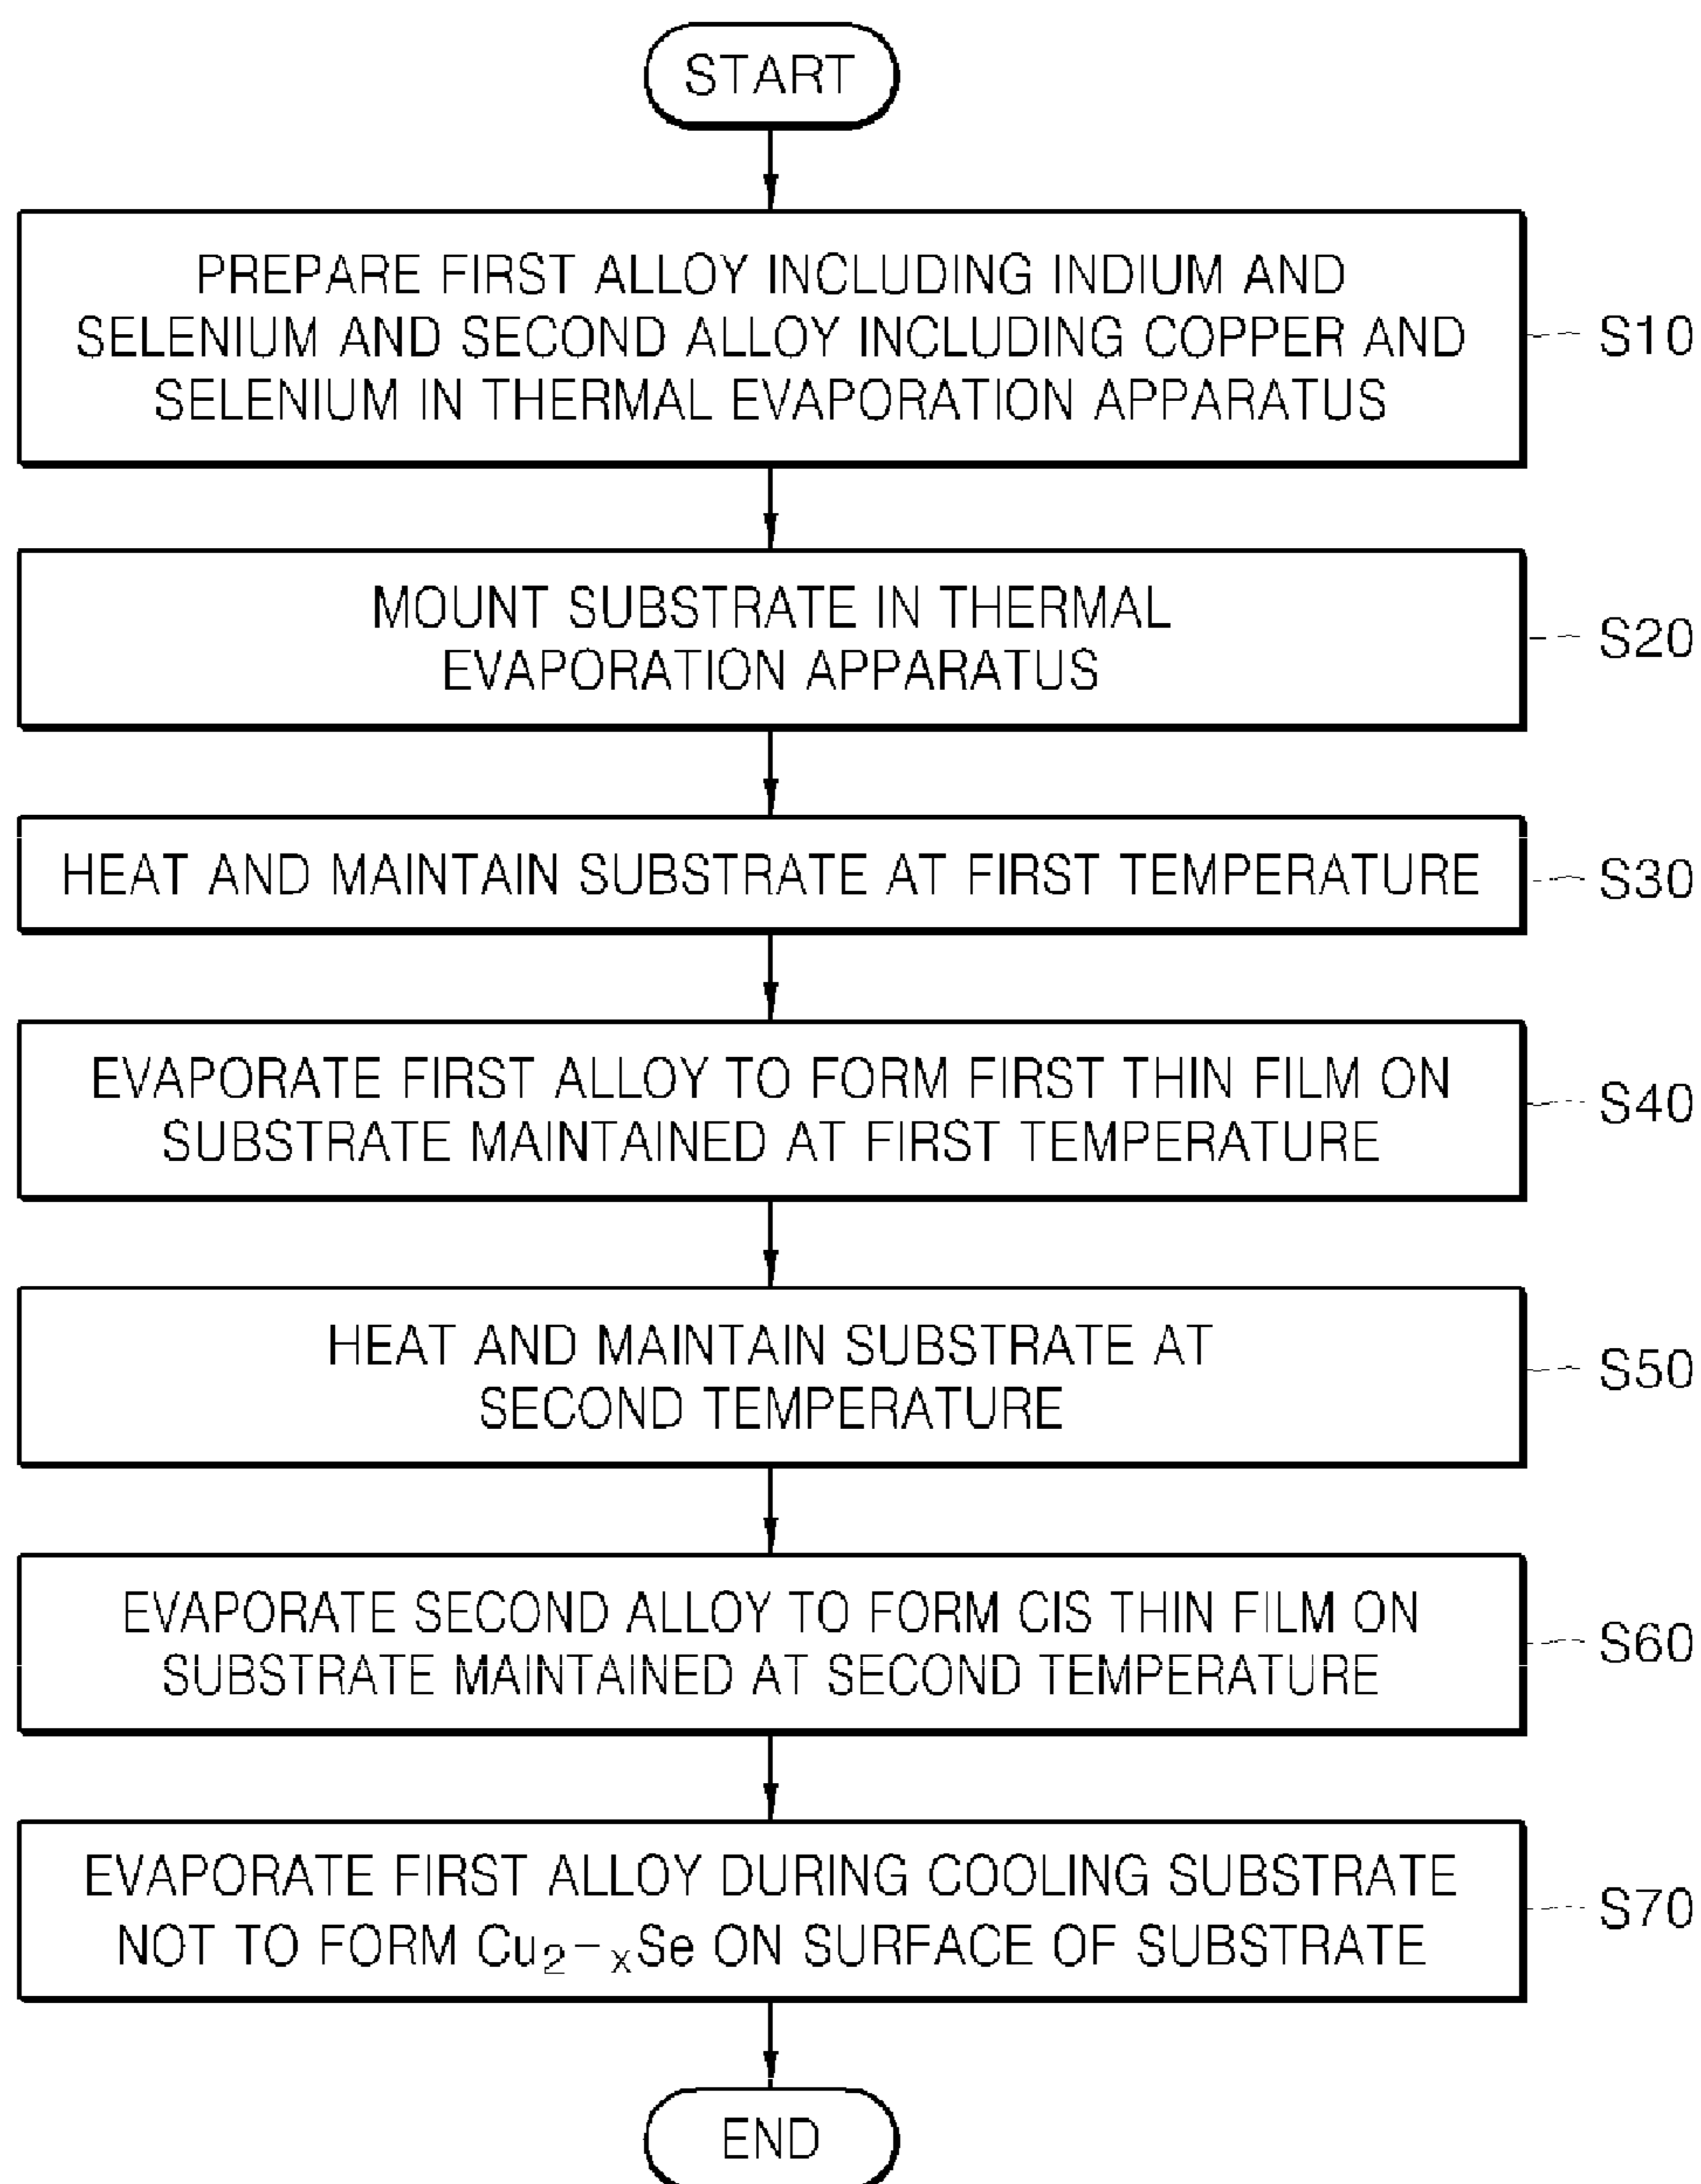 START
PREPARE FIRST ALLOY INCLUDING INDIUM AND
SELENIUM AND SECOND ALLOY INCLUDING COPPER AND
SELENIUM IN THERMAL EVAPORATION APPARATUS
S10
MOUNT SUBSTRATE IN THERMAL
EVAPORATION APPARATUS
S20
HEAT AND MAINTAIN SUBSTRATE AT FIRST TEMPERATURE
S30
EVAPORATE FIRST ALLOY TO FORM FIRST THIN FILM ON
SUBSTRATE MAINTAINED AT FIRST TEMPERATURE
S40
HEAT AND MAINTAIN SUBSTRATE AT
SECOND TEMPERATURE
S50
EVAPORATE SECOND ALLOY TO FORM CIS THIN FILM ON
SUBSTRATE MAINTAINED AT SECOND TEMPERATURE
S60
EVAPORATE FIRST ALLOY DURING COOLING SUBSTRATE
NOT TO FORM Cu₂₋ₓSe ON SURFACE OF SUBSTRATE
S70
END